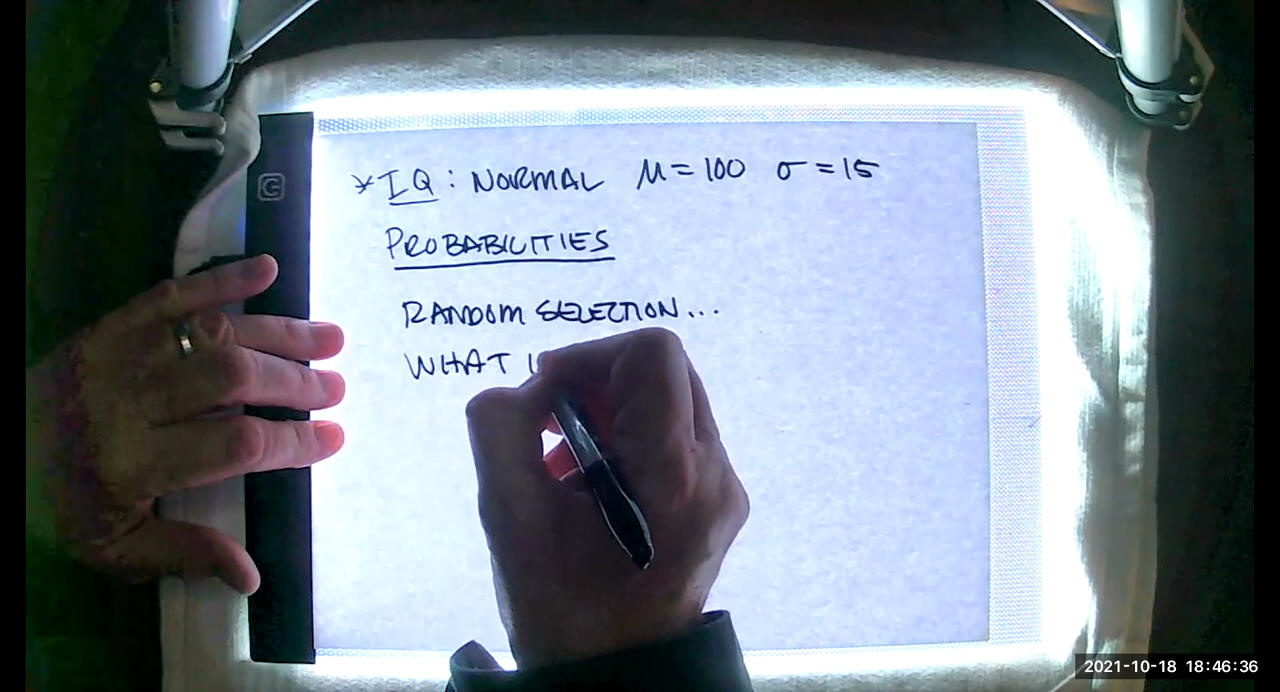 *IQ: NORMAL μ=100 σ=15
PROBABILITIES
RANDOM SELECTION...
WHAT
2021-10-18 18:46:36